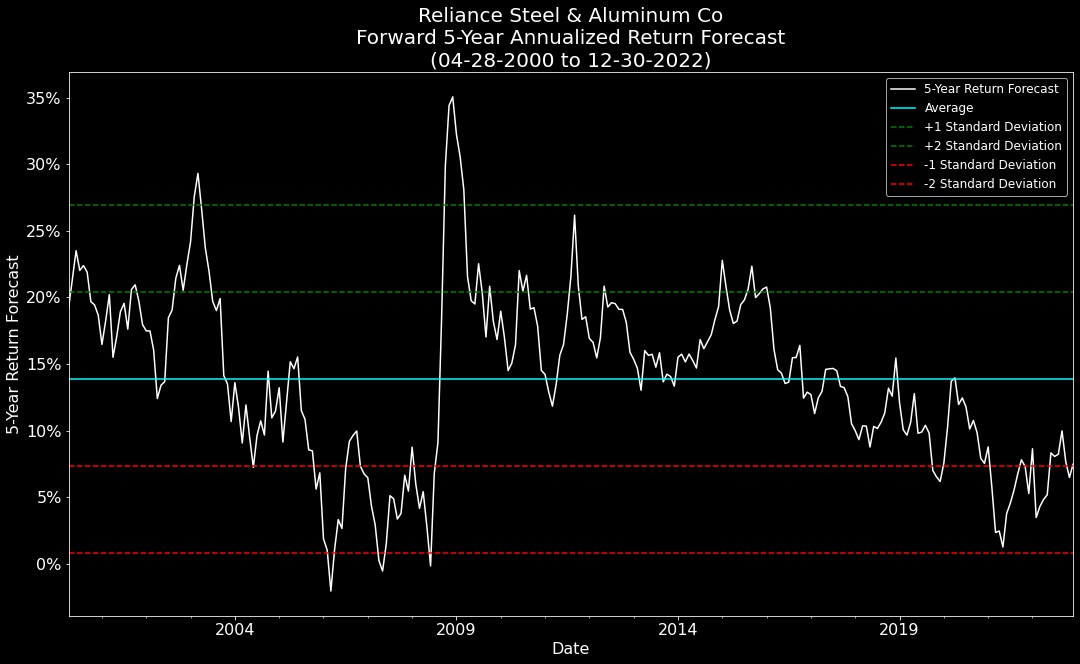 Reliance Steel & Aluminum Co
Forward 5-Year Annualized Return Forecast
(04-28-2000 to 12-30-2022)
5-Year Return Forecast
Average
+1 Standard Deviation
+2 Standard Deviation
-1 Standard Deviation
-2 Standard Deviation
35%
30%
25%
20%
15%
10%
5%
0%
5-Year Return Forecast
2004
2009
2014
2019
Date